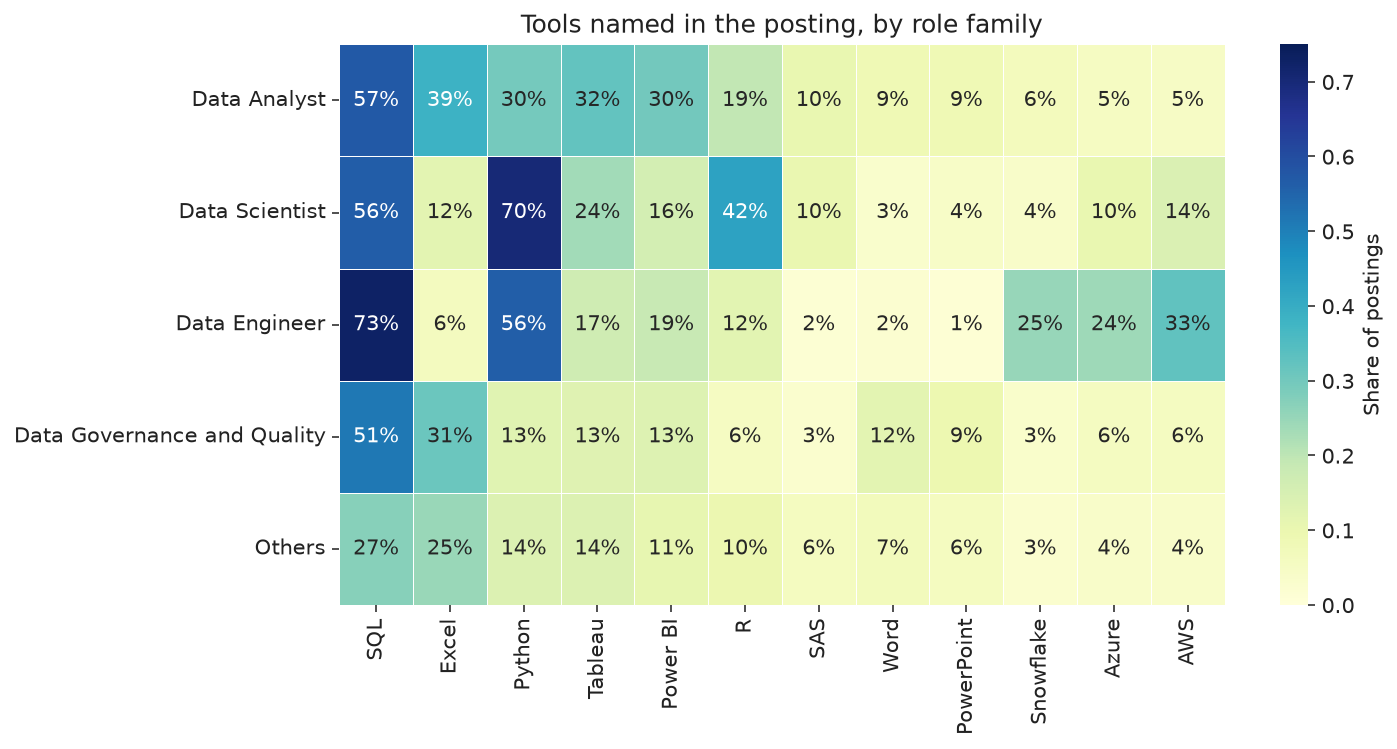 Tools named in the posting, by role family
Data Analyst 57% 39% 30% 32% 30% 19% 10% 9% 9% 6% 5% 5%
Data Scientist 56% 12% 70% 24% 16% 42% 10% 3% 4% 4% 10% 14%
Data Engineer 73% 6% 56% 17% 19% 12% 2% 2% 1% 25% 24% 33%
Data Governance and Quality 51% 31% 13% 13% 13% 6% 3% 12% 9% 3% 6% 6%
Others 27% 25% 14% 14% 11% 10% 6% 7% 6% 3% 4% 4%
SQL
Excel
Python
Tableau
Power BI
R
SAS
Word
PowerPoint
Snowflake
Azure
AWS
0.7
0.6
0.5
0.4
0.3
0.2
0.1
0.0
Share of postings